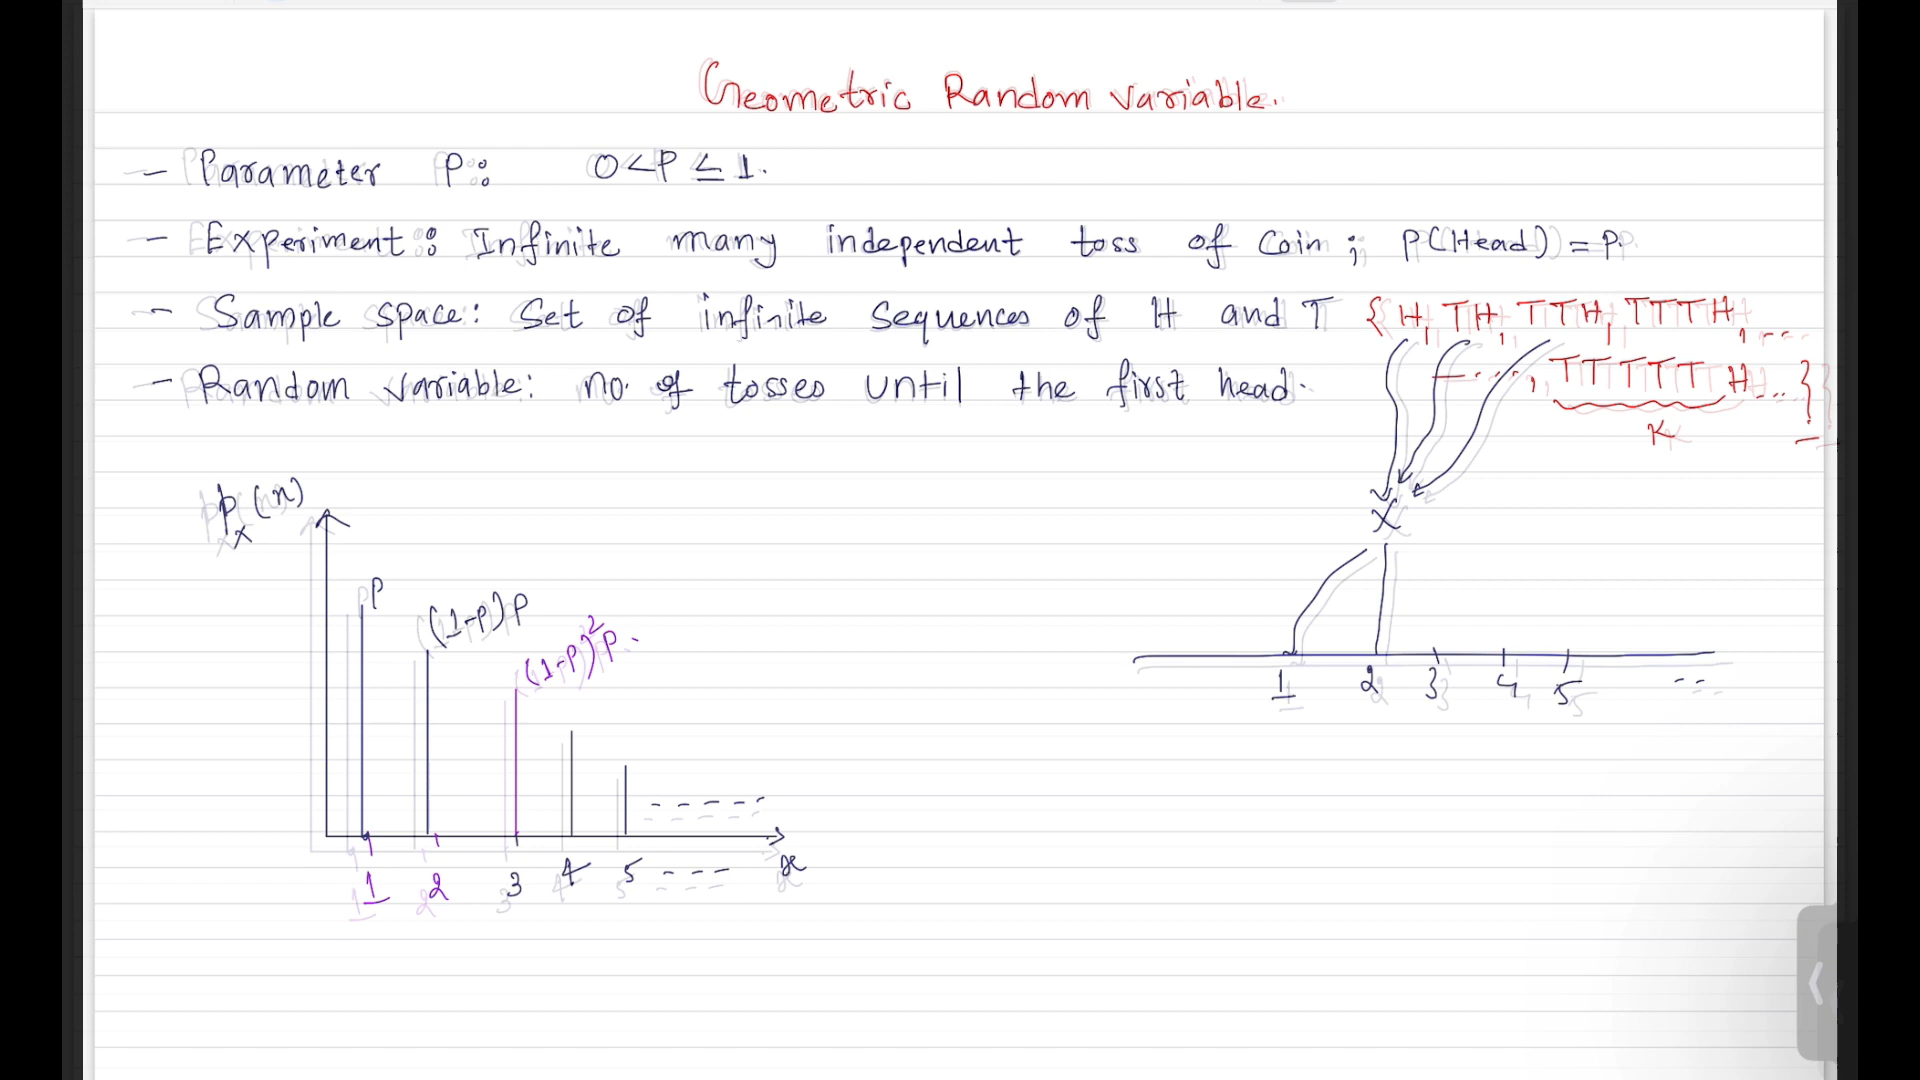 Geometric Random variable.
- Parameter P: 0<P≤1.
- Experiment: Infinite many independent toss of Coin; P(Head) = P.
- Sample space: Set of infinite Sequences of H and T {H, TH, TTH, TTTH, ...
- Random variable: no. of tosses until the first head. ...., TTTTTH...}
K
pₓ(n)
X
P
(1-P)P
(1-P)²P.
1 2 3 4 5 --
1 2 3 4 5 --- x